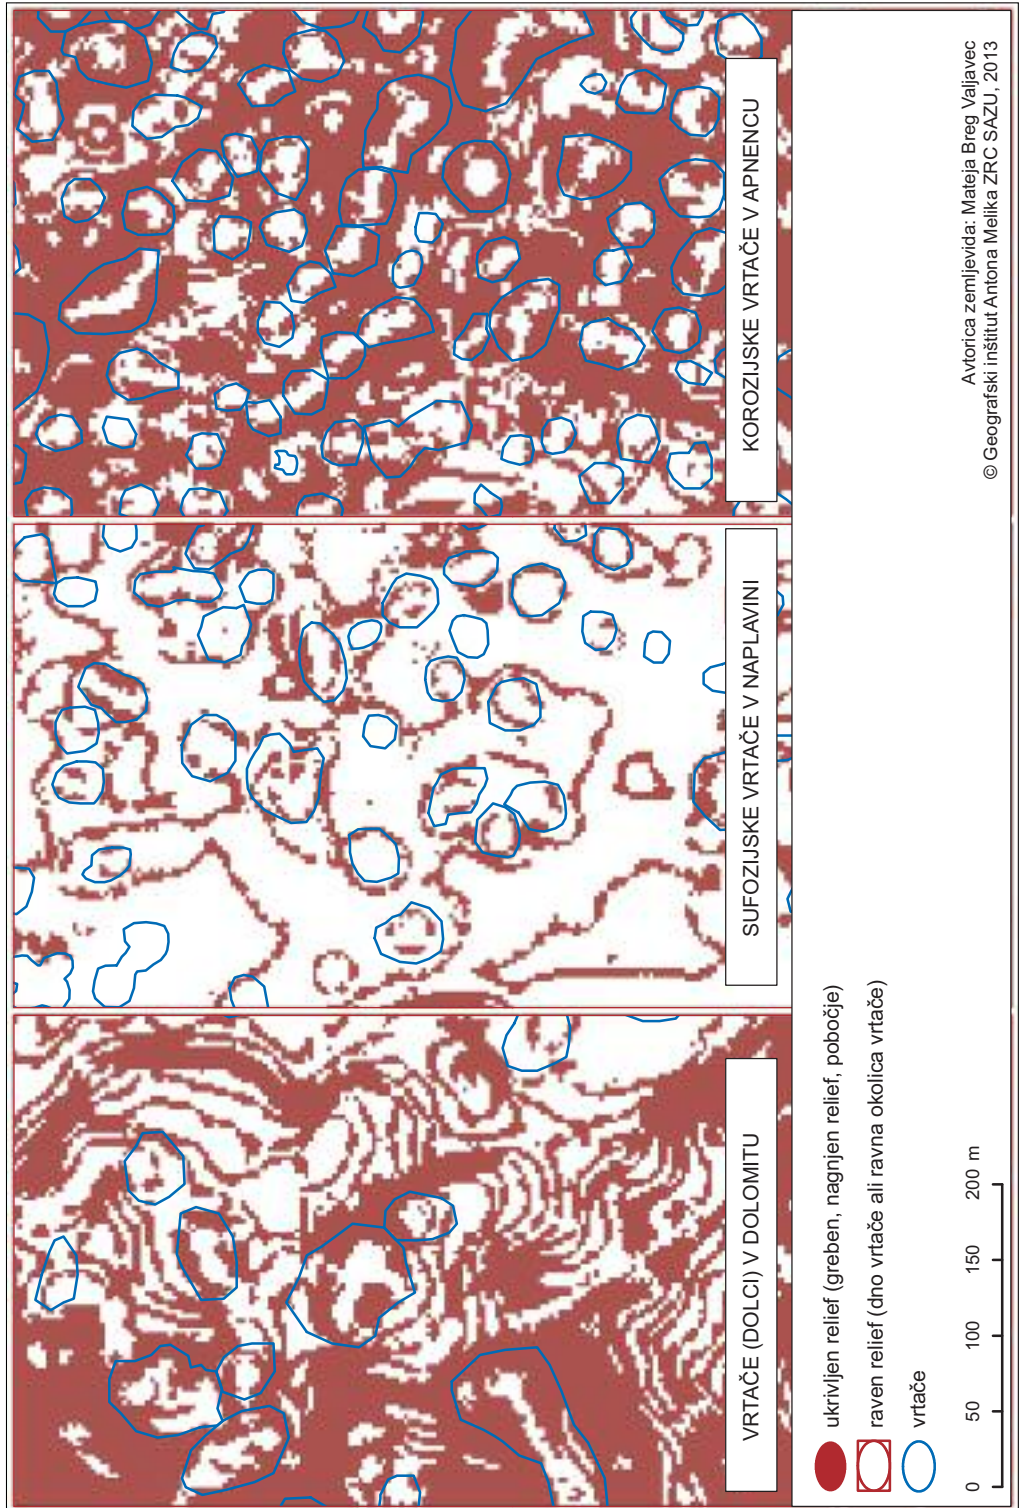 VRTAČE (DOLCI) V DOLOMITU
SUFOZIJSKE VRTAČE V NAPLAVINI
KOROZIJSKE VRTAČE V APNENCU
ukrivljen relief (greben, nagnjen relief, pobočje)
raven relief (dno vrtače ali ravna okolica vrtače)
vrtače
0 50 100 150 200 m
Avtorica zemljevida: Mateja Breg Valjavec
© Geografski inštitut Antona Melika ZRC SAZU, 2013